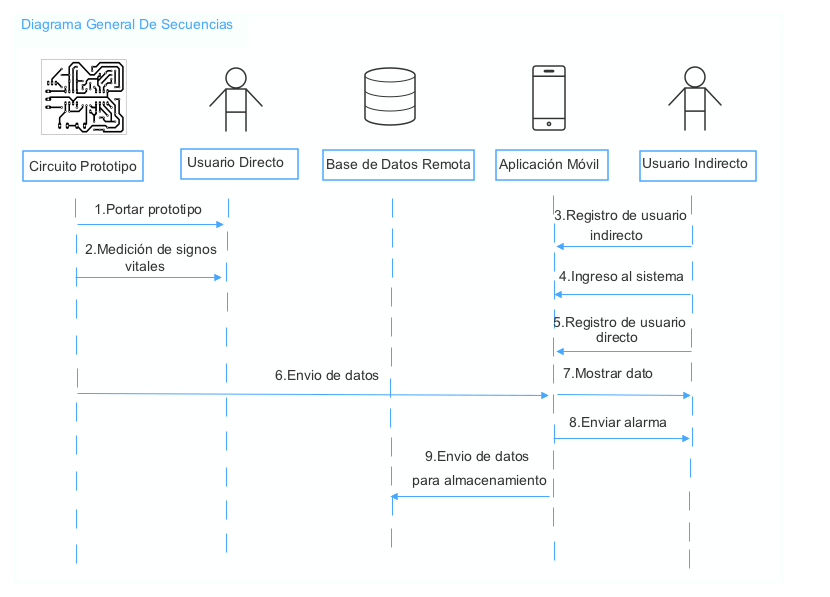 Diagrama General De Secuencias
Circuito Prototipo
Usuario Directo
Base de Datos Remota
Aplicación Móvil
Usuario Indirecto
1.Portar prototipo
2.Medición de signos
vitales
3.Registro de usuario
indirecto
4.Ingreso al sistema
5.Registro de usuario
directo
6.Envio de datos
7.Mostrar dato
8.Enviar alarma
9.Envio de datos
para almacenamiento